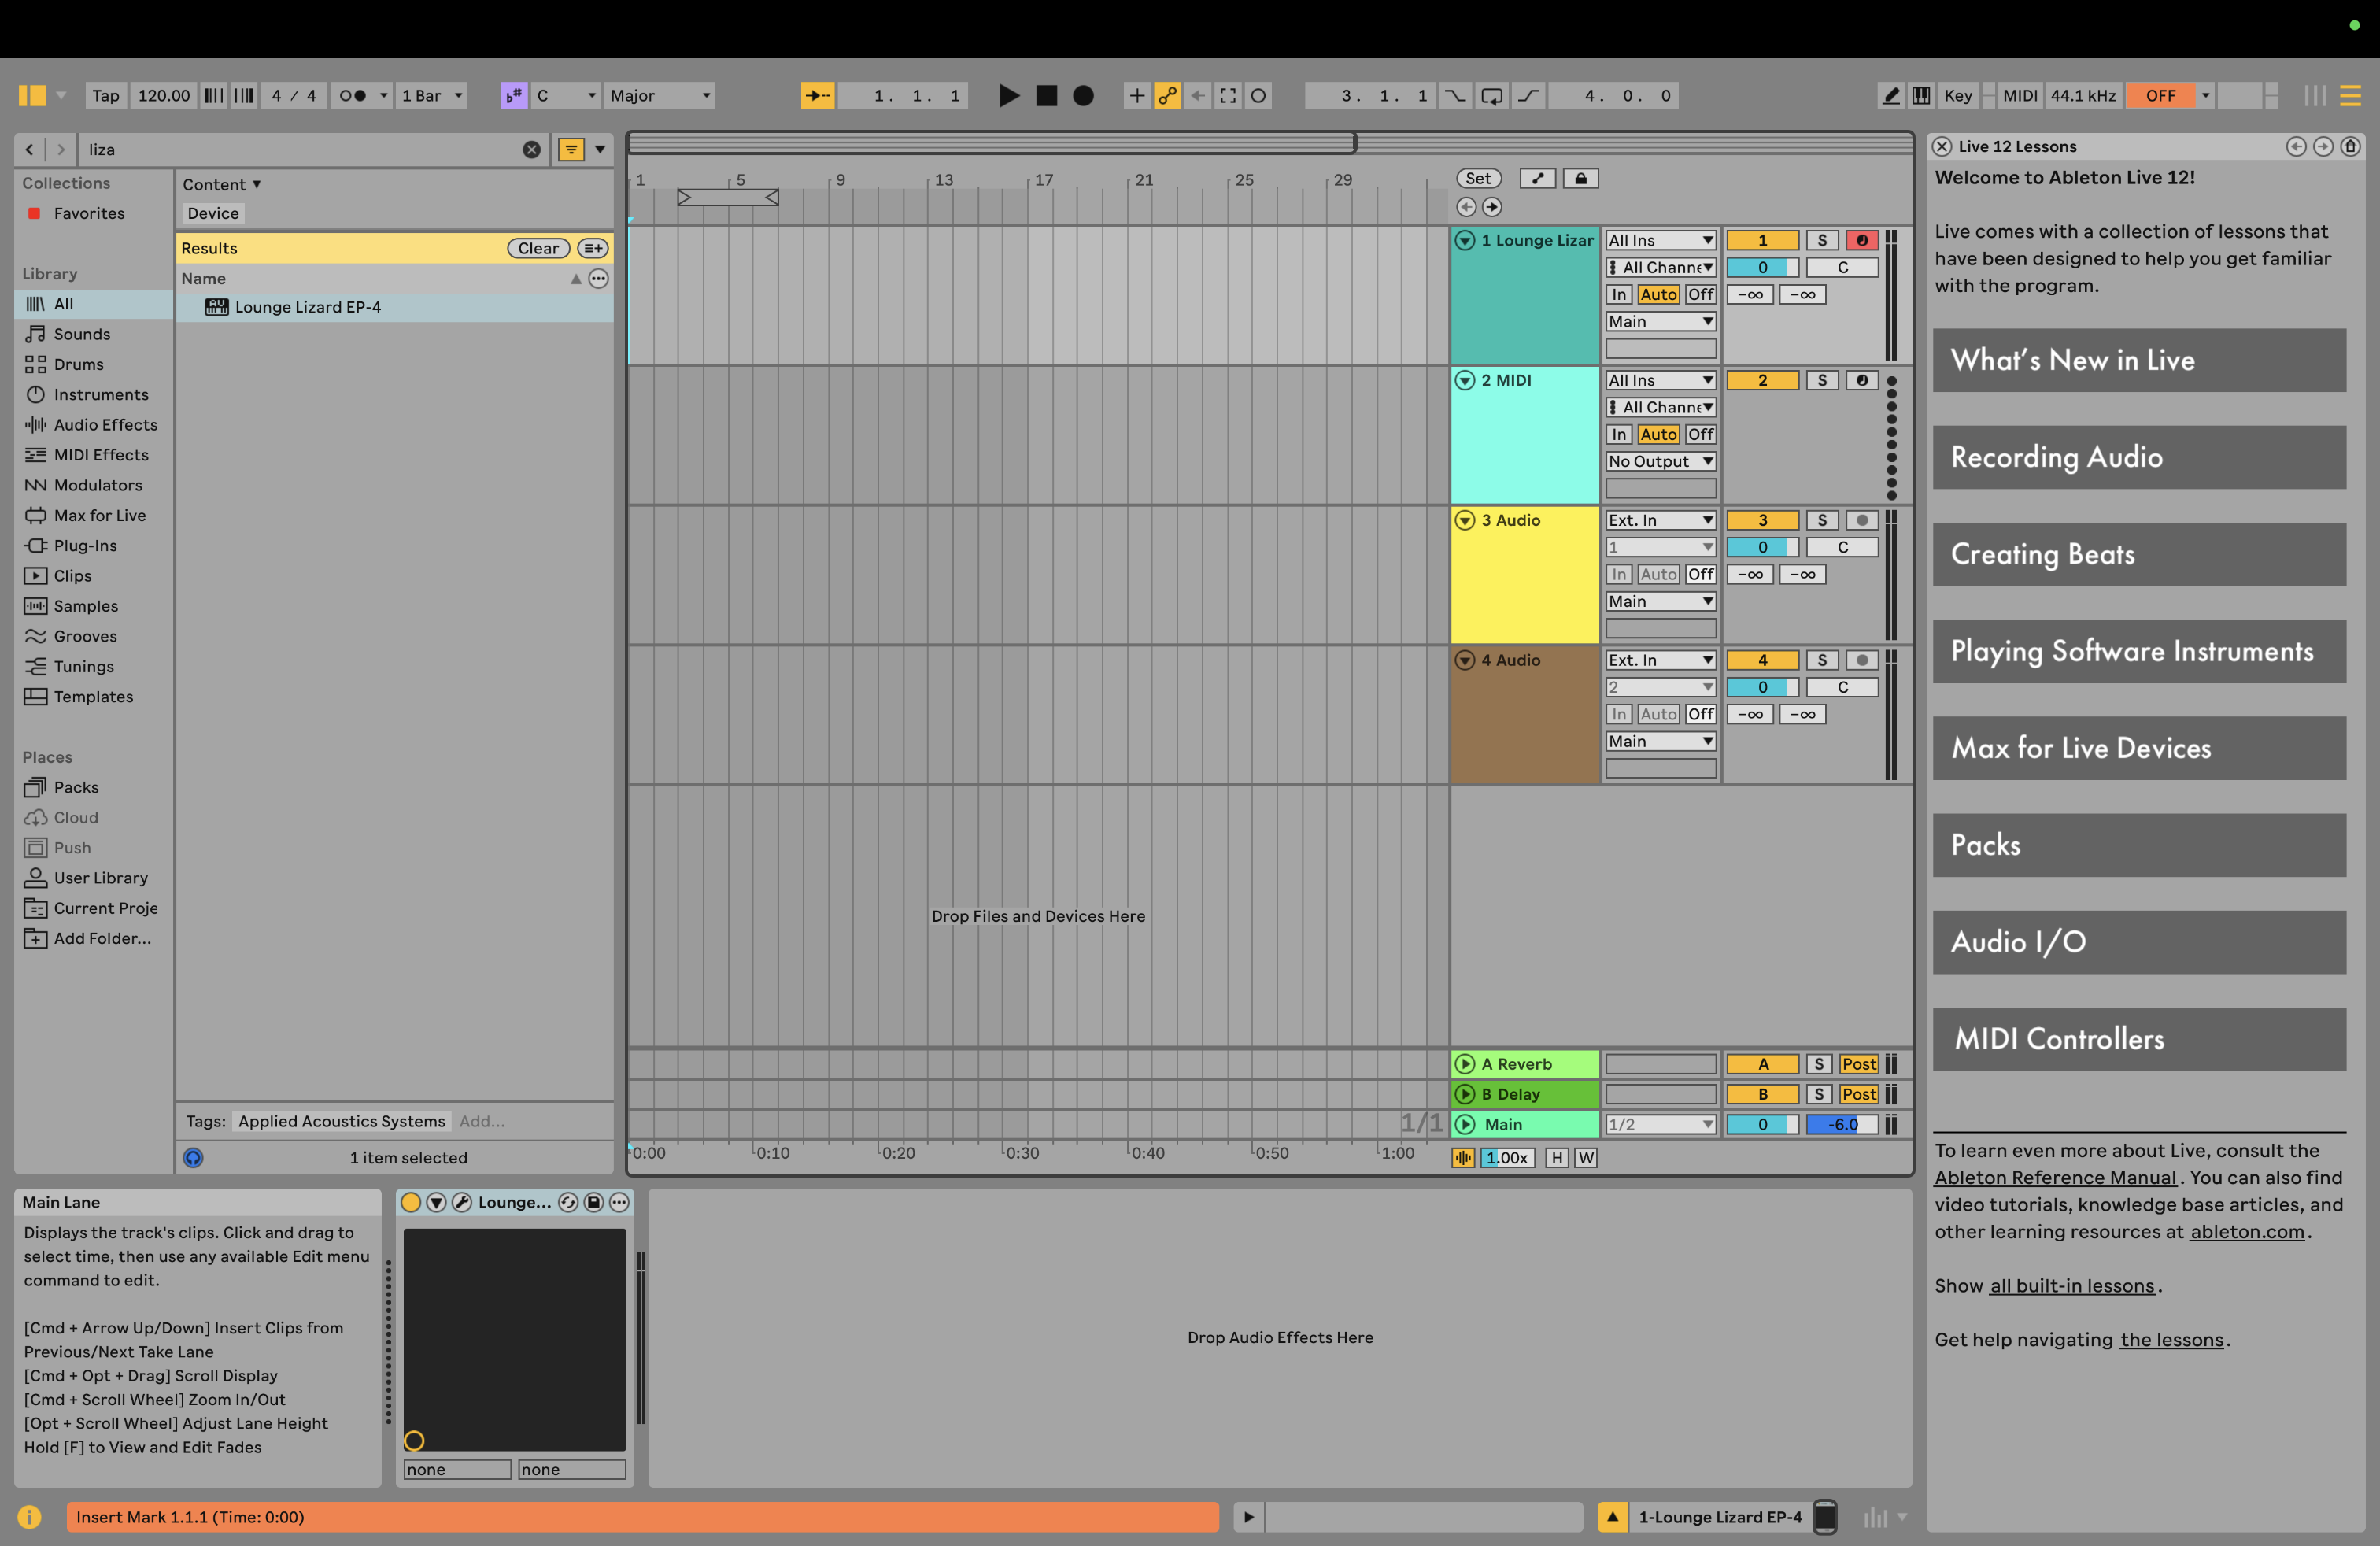 Tap 120.00 4 / 4 1 Bar C Major 1. 1. 1 3. 1. 1 4. 0. 0 Key MIDI 44.1 kHz OFF
liza
Collections
Favorites
Library
All
Sounds
Drums
Instruments
Audio Effects
MIDI Effects
Modulators
Max for Live
Plug-Ins
Clips
Samples
Grooves
Tunings
Templates
Places
Packs
Cloud
Push
User Library
Current Proje
Add Folder...
Content
Device
Results Clear
Name
Lounge Lizard EP-4
Tags: Applied Acoustics Systems Add...
1 item selected
1 5 9 13 17 21 25 29
Set
1 Lounge Lizar All Ins 1 S
All Channe 0 C
In Auto Off -∞ -∞
Main
2 MIDI All Ins 2 S
All Channe
In Auto Off
No Output
3 Audio Ext. In 3 S
1 0 C
In Auto Off -∞ -∞
Main
4 Audio Ext. In 4 S
2 0 C
In Auto Off -∞ -∞
Main
Drop Files and Devices Here
A Reverb A S Post
B Delay B S Post
1/1 Main 1/2 0 -6.0
0:00 0:10 0:20 0:30 0:40 0:50 1:00 1.00x H W
Live 12 Lessons
Welcome to Ableton Live 12!
Live comes with a collection of lessons that
have been designed to help you get familiar
with the program.
What's New in Live
Recording Audio
Creating Beats
Playing Software Instruments
Max for Live Devices
Packs
Audio I/O
MIDI Controllers
To learn even more about Live, consult the
Ableton Reference Manual. You can also find
video tutorials, knowledge base articles, and
other learning resources at ableton.com.
Show all built-in lessons.
Get help navigating the lessons.
Main Lane
Displays the track's clips. Click and drag to
select time, then use any available Edit menu
command to edit.
[Cmd + Arrow Up/Down] Insert Clips from
Previous/Next Take Lane
[Cmd + Opt + Drag] Scroll Display
[Cmd + Scroll Wheel] Zoom In/Out
[Opt + Scroll Wheel] Adjust Lane Height
Hold [F] to View and Edit Fades
Lounge...
none none
Drop Audio Effects Here
Insert Mark 1.1.1 (Time: 0:00)
1-Lounge Lizard EP-4